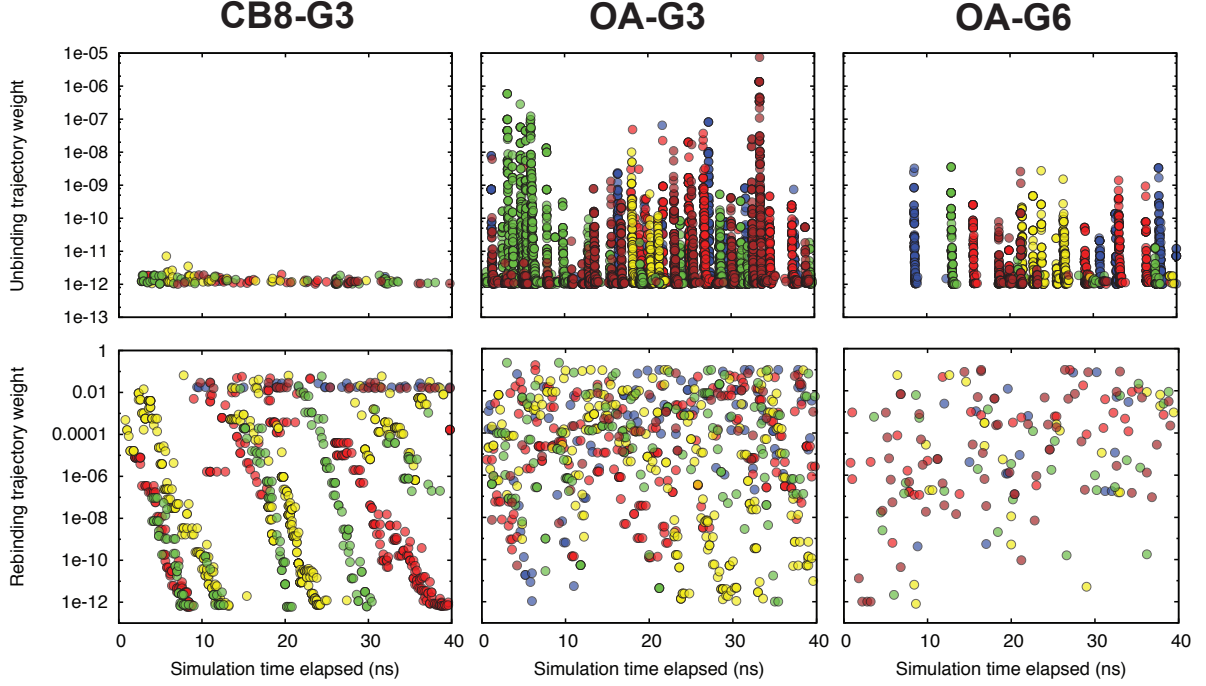 CB8-G3 OA-G3 OA-G6
Unbinding trajectory weight
1e-05
1e-06
1e-07
1e-08
1e-09
1e-10
1e-11
1e-12
1e-13
Rebinding trajectory weight
1
0.01
0.0001
1e-06
1e-08
1e-10
1e-12
0 10 20 30 40 0 10 20 30 40 0 10 20 30 40
Simulation time elapsed (ns) Simulation time elapsed (ns) Simulation time elapsed (ns)